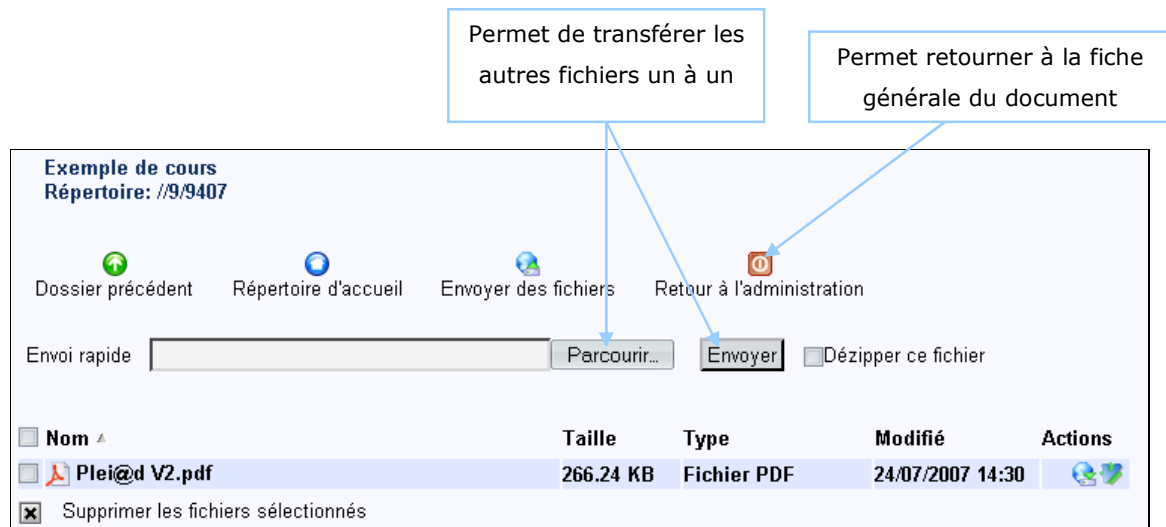 Permet de transférer les
autres fichiers un à un
Permet retourner à la fiche
générale du document
Exemple de cours
Répertoire: //9/9407
Dossier précédent Répertoire d'accueil Envoyer des fichiers Retour à l'administration
Envoi rapide Parcourir... Envoyer Dézipper ce fichier
Nom Taille Type Modifié Actions
Plei@d V2.pdf 266.24 KB Fichier PDF 24/07/2007 14:30
Supprimer les fichiers sélectionnés